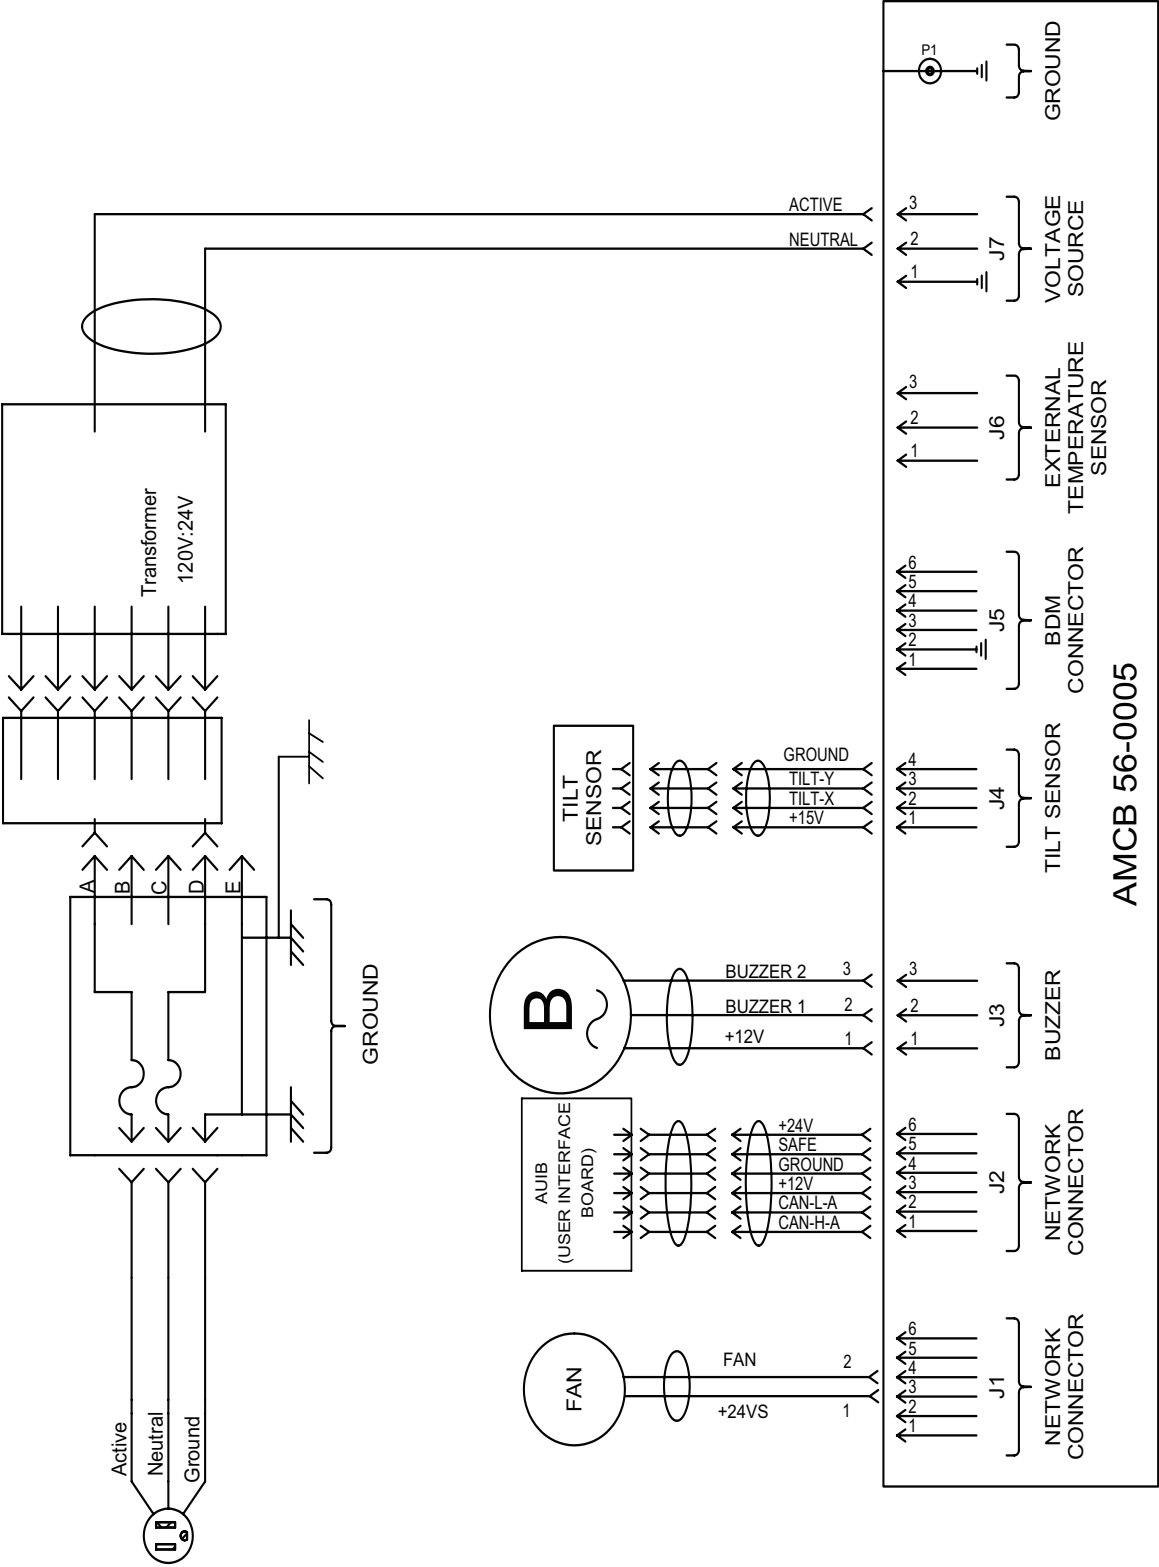 Active
Neutral
Ground
A
B
C
D
E
GROUND
Transformer
120V:24V
ACTIVE
NEUTRAL
FAN
FAN
2
+24VS
1
AUIB
(USER INTERFACE
BOARD)
+24V
SAFE
GROUND
+12V
CAN-L-A
CAN-H-A
B
BUZZER 2
3
BUZZER 1
2
+12V
1
TILT
SENSOR
GROUND
TILT-Y
TILT-X
+15V
6
5
4
3
2
1
J1
NETWORK
CONNECTOR
6
5
4
3
2
1
J2
NETWORK
CONNECTOR
3
2
1
J3
BUZZER
4
3
2
1
J4
TILT SENSOR
6
5
4
3
2
1
J5
BDM
CONNECTOR
3
2
1
J6
EXTERNAL
TEMPERATURE
SENSOR
3
2
1
J7
VOLTAGE
SOURCE
P1
GROUND
AMCB 56-0005